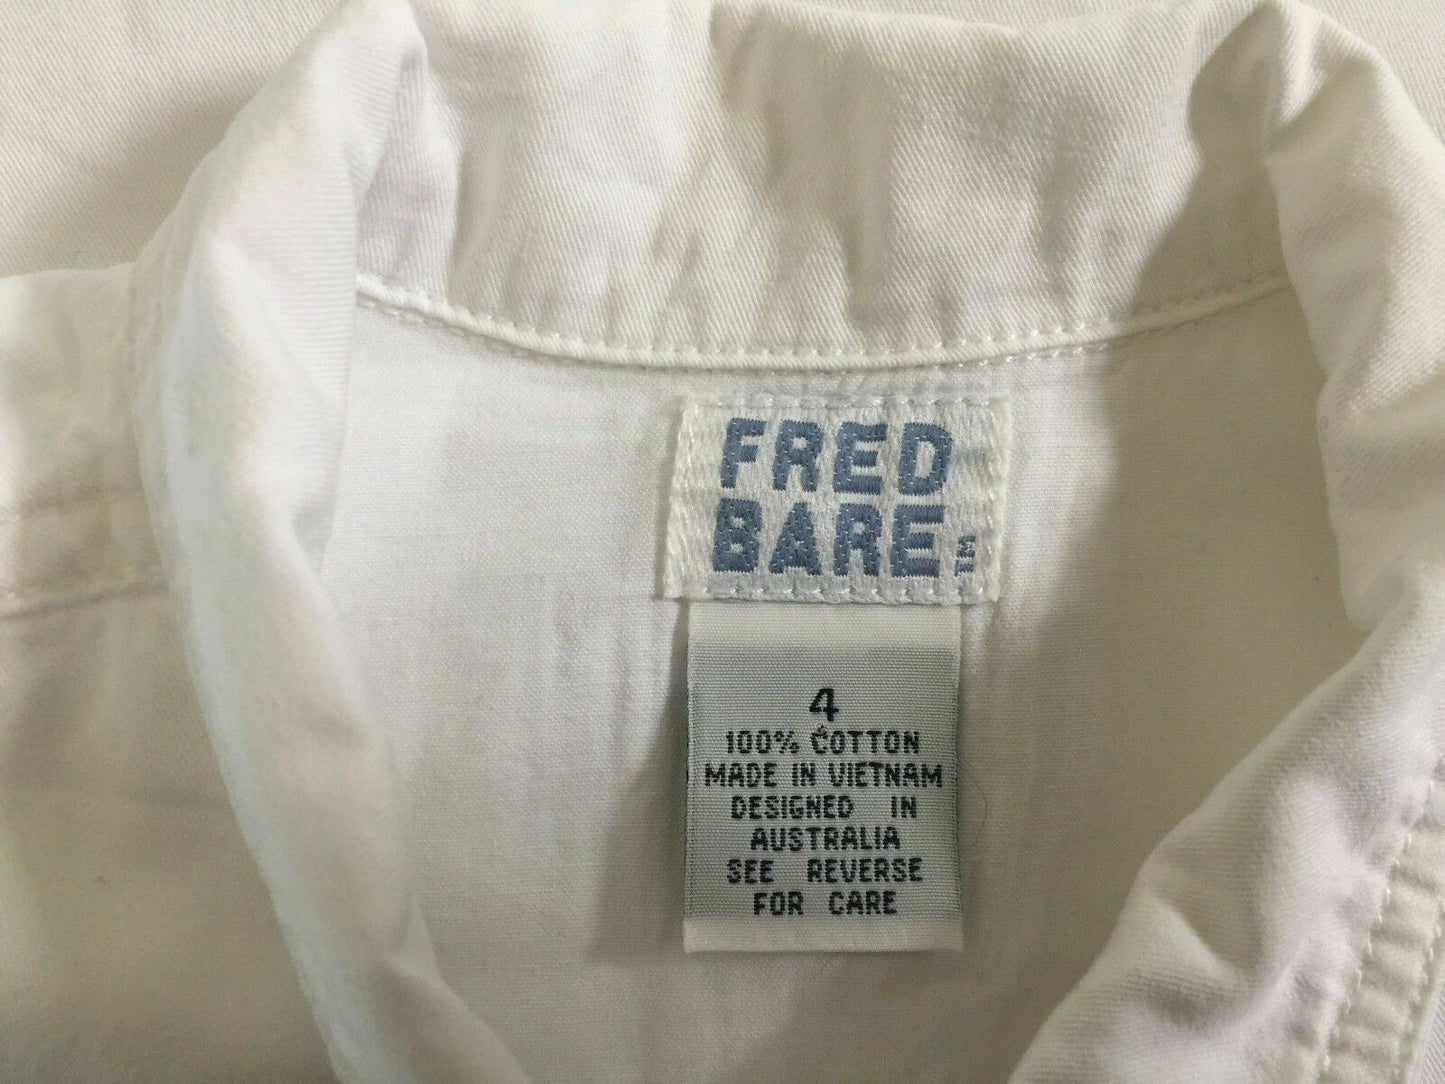 FRED
BARE TM
4
100% COTTON
MADE IN VIETNAM
DESIGNED IN
AUSTRALIA
SEE REVERSE
FOR CARE